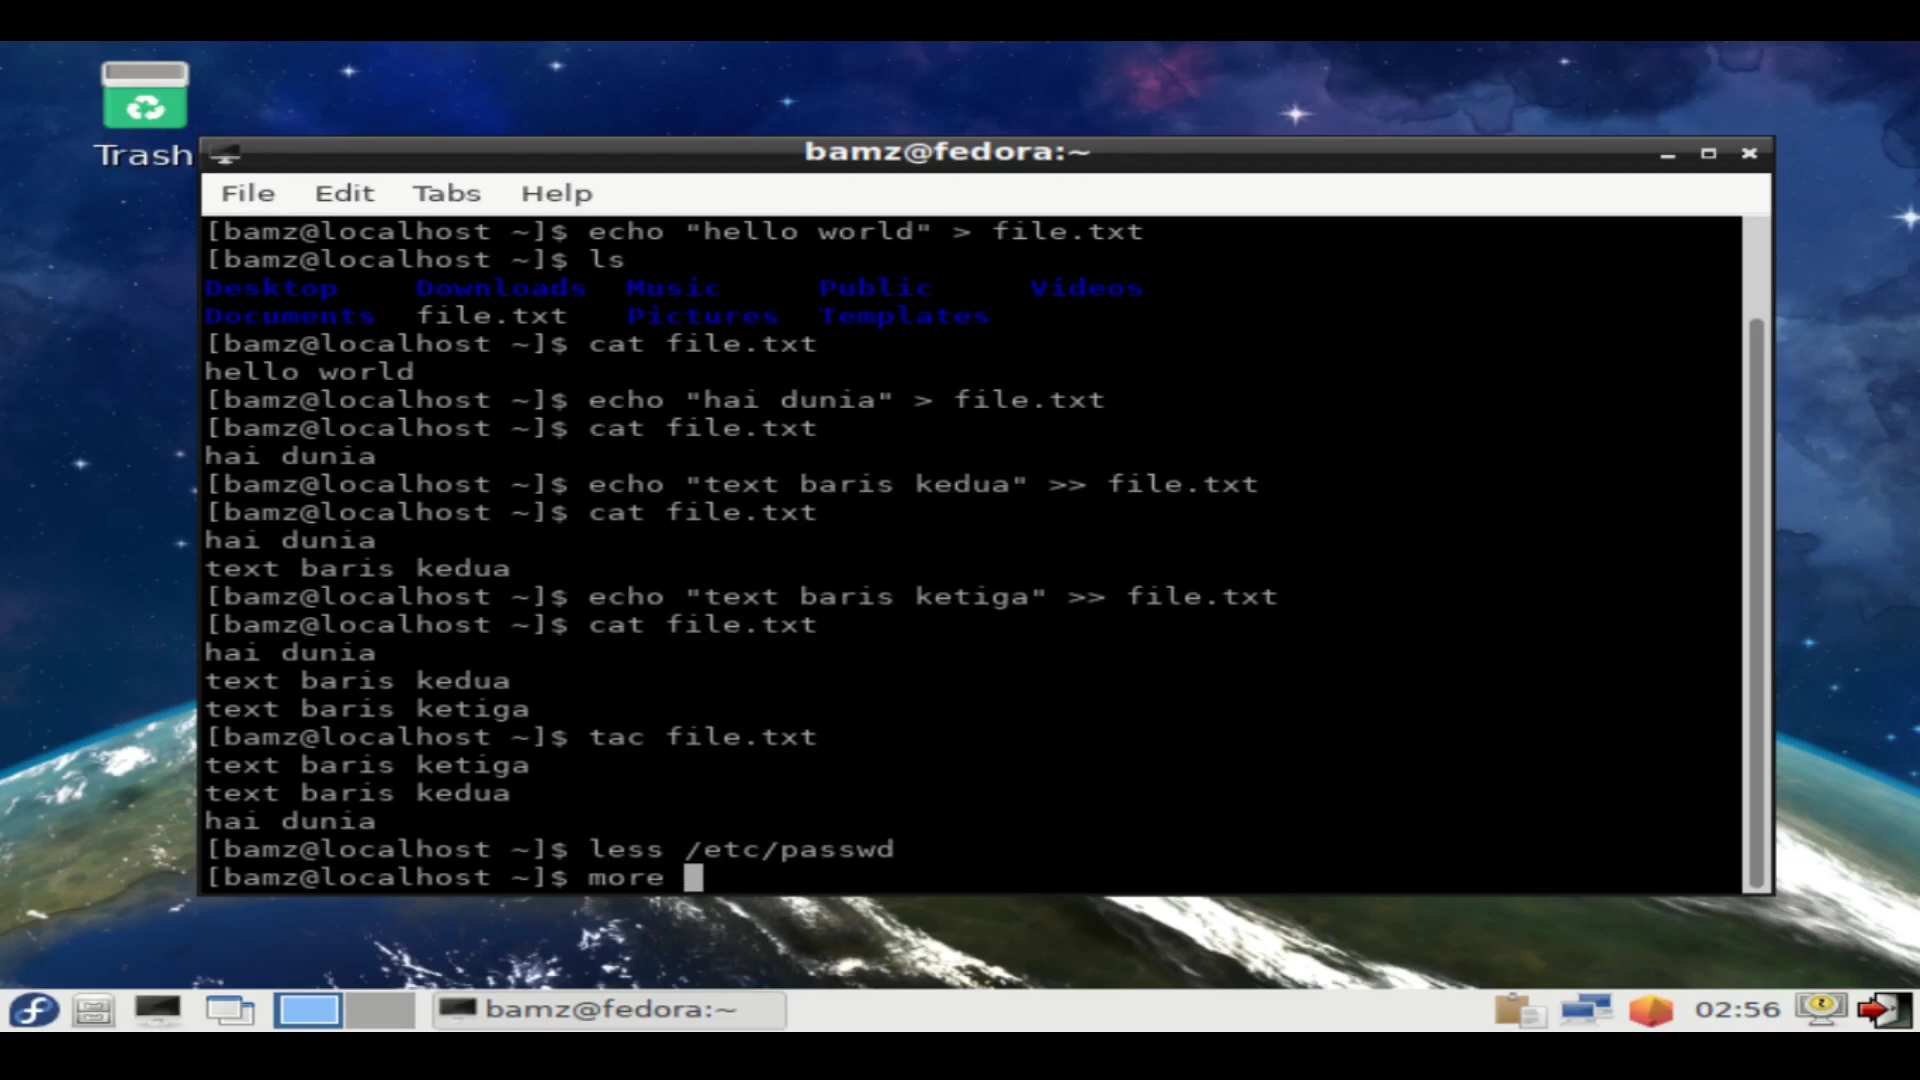 Trash
bamz@fedora:~
File Edit Tabs Help
[bamz@localhost ~]$ echo "hello world" > file.txt
[bamz@localhost ~]$ ls
Desktop Downloads Music Public Videos
Documents file.txt Pictures Templates
[bamz@localhost ~]$ cat file.txt
hello world
[bamz@localhost ~]$ echo "hai dunia" > file.txt
[bamz@localhost ~]$ cat file.txt
hai dunia
[bamz@localhost ~]$ echo "text baris kedua" >> file.txt
[bamz@localhost ~]$ cat file.txt
hai dunia
text baris kedua
[bamz@localhost ~]$ echo "text baris ketiga" >> file.txt
[bamz@localhost ~]$ cat file.txt
hai dunia
text baris kedua
text baris ketiga
[bamz@localhost ~]$ tac file.txt
text baris ketiga
text baris kedua
hai dunia
[bamz@localhost ~]$ less /etc/passwd
[bamz@localhost ~]$ more
bamz@fedora:~
02:56